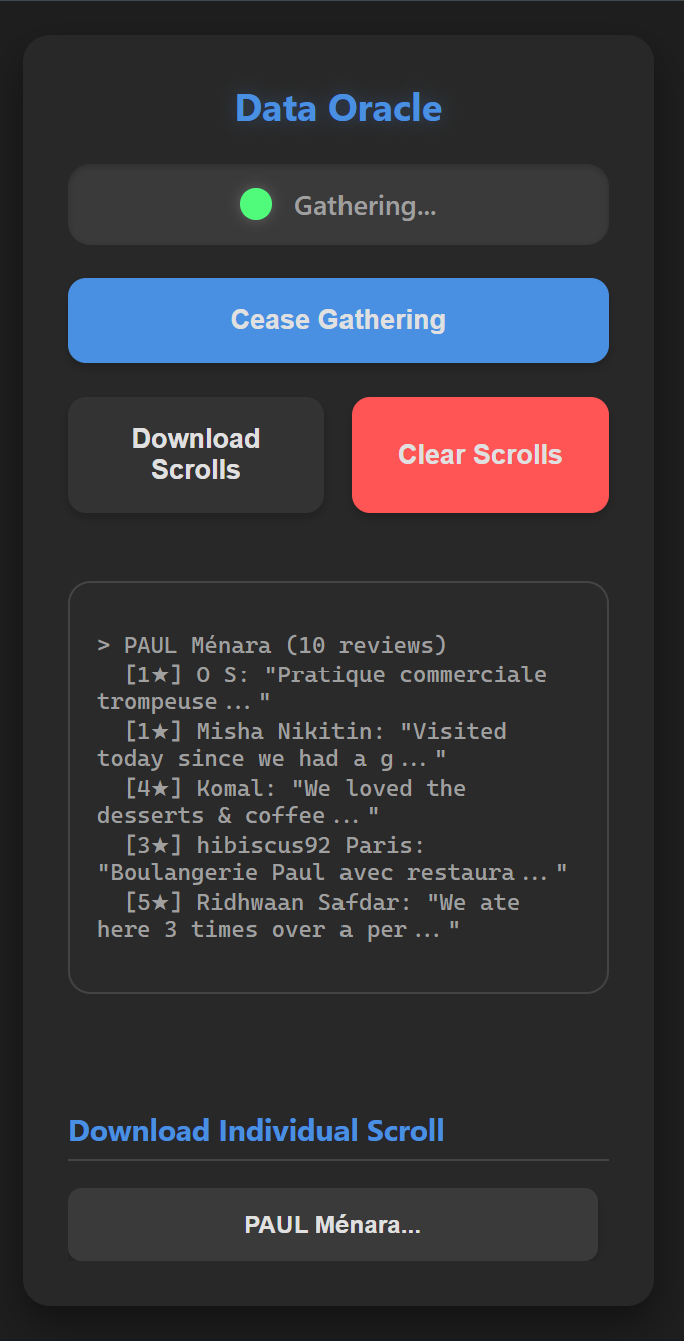 Data Oracle
Gathering...
Cease Gathering
Download
Scrolls
Clear Scrolls
> PAUL Ménara (10 reviews)
[1★] O S: "Pratique commerciale
trompeuse..."
[1★] Misha Nikitin: "Visited
today since we had a g..."
[4★] Komal: "We loved the
desserts & coffee..."
[3★] hibiscus92 Paris:
"Boulangerie Paul avec restaura..."
[5★] Ridhwaan Safdar: "We ate
here 3 times over a per..."
Download Individual Scroll
PAUL Ménara...